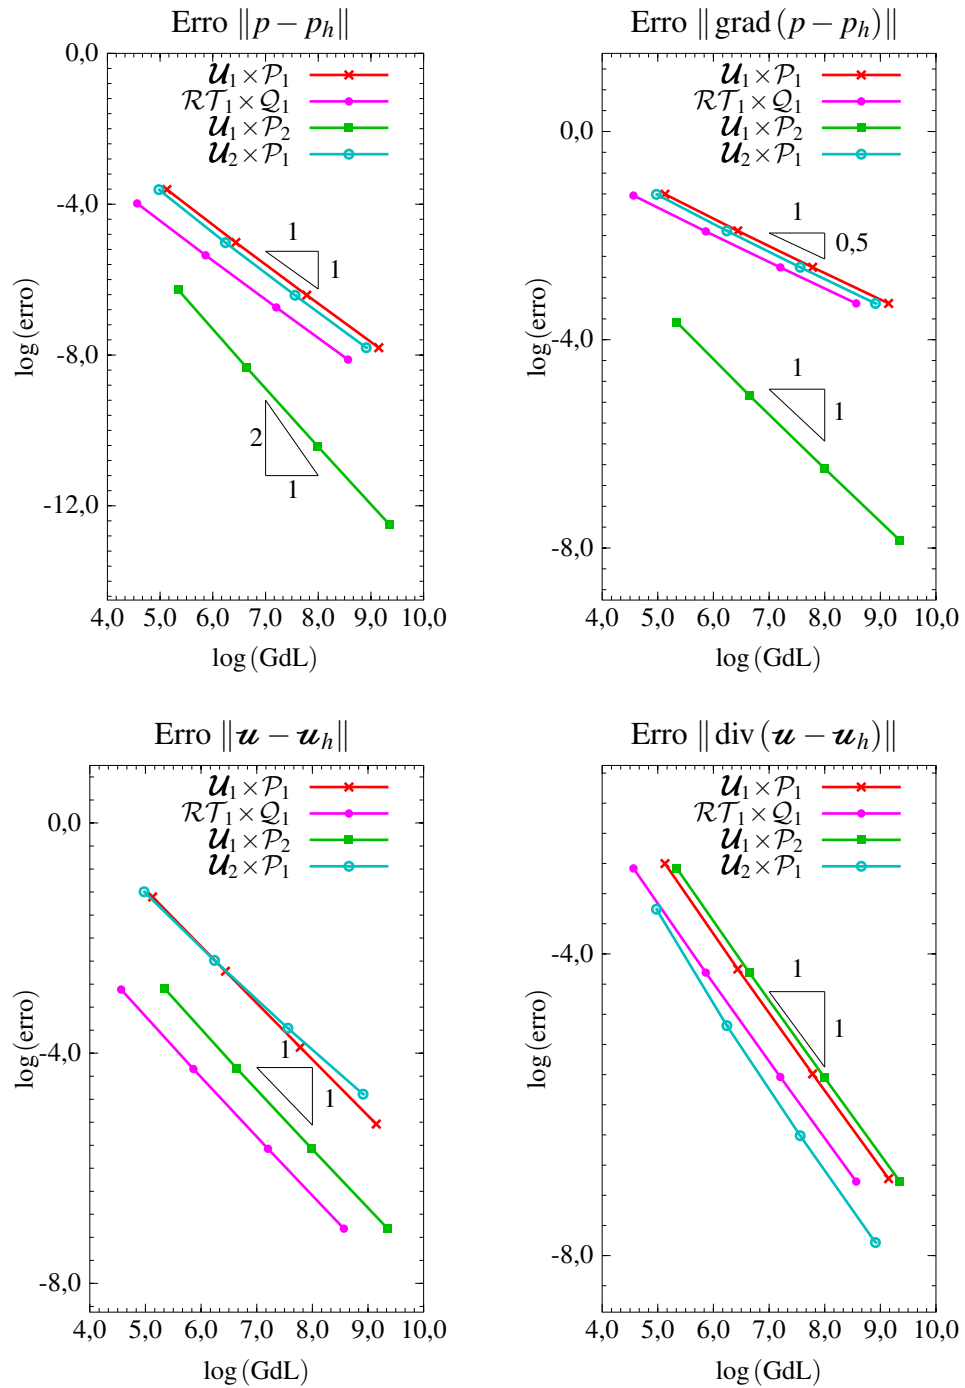 Erro ‖p − pₕ‖
0,0
-4,0
-8,0
-12,0
log(erro)
𝓤₁×𝒫₁
ℛ𝒯₁×𝒬₁
𝓤₁×𝒫₂
𝓤₂×𝒫₁
1
1
2
1
4,0 5,0 6,0 7,0 8,0 9,0 10,0
log(GdL)
Erro ‖ grad (p − pₕ)‖
0,0
-4,0
-8,0
log(erro)
𝓤₁×𝒫₁
ℛ𝒯₁×𝒬₁
𝓤₁×𝒫₂
𝓤₂×𝒫₁
1
0,5
1
1
4,0 5,0 6,0 7,0 8,0 9,0 10,0
log(GdL)
Erro ‖𝒖 − 𝒖ₕ‖
0,0
-4,0
-8,0
log(erro)
𝓤₁×𝒫₁
ℛ𝒯₁×𝒬₁
𝓤₁×𝒫₂
𝓤₂×𝒫₁
1
1
4,0 5,0 6,0 7,0 8,0 9,0 10,0
log(GdL)
Erro ‖ div (𝒖 − 𝒖ₕ)‖
-4,0
-8,0
log(erro)
𝓤₁×𝒫₁
ℛ𝒯₁×𝒬₁
𝓤₁×𝒫₂
𝓤₂×𝒫₁
1
1
4,0 5,0 6,0 7,0 8,0 9,0 10,0
log(GdL)